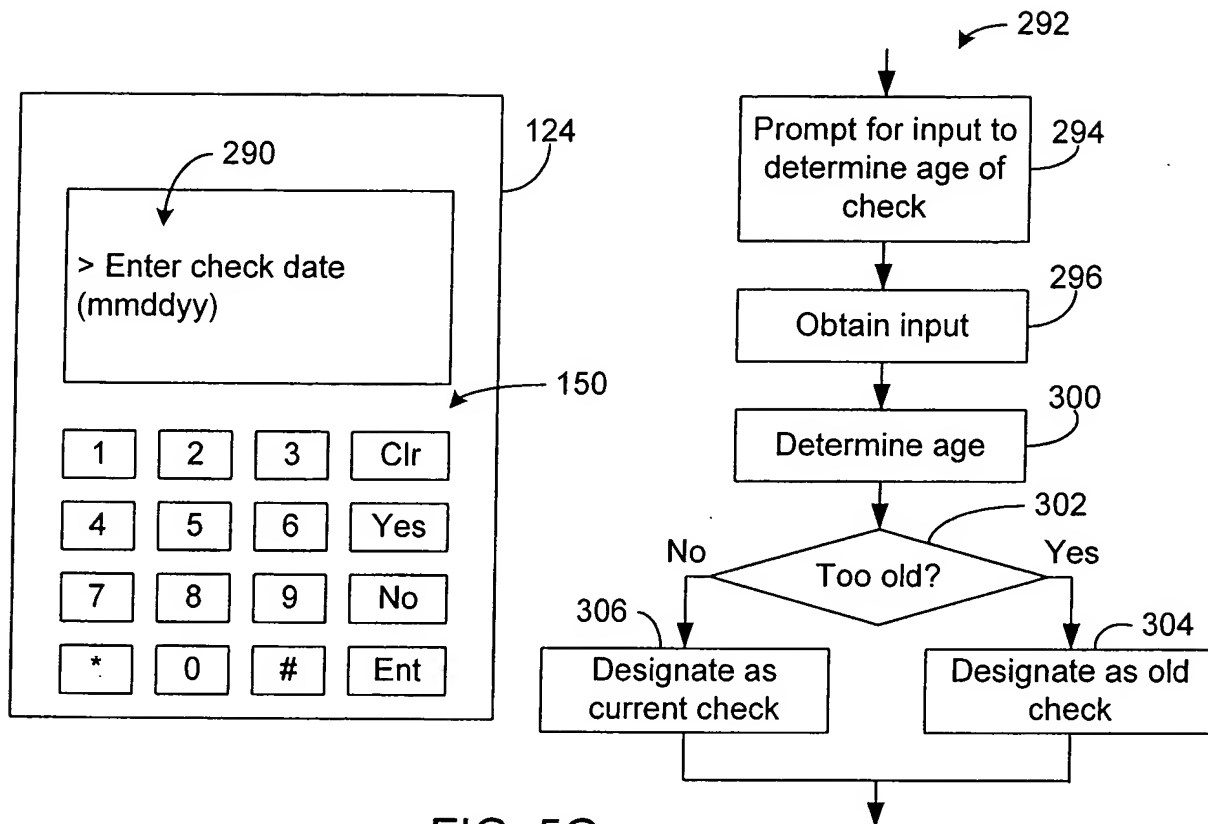 290
124
> Enter check date
(mmddyy)
150
1 2 3 Clr
4 5 6 Yes
7 8 9 No
* 0 # Ent
292
Prompt for input to
determine age of
check
294
Obtain input
296
Determine age
300
Too old?
302
No
Yes
306
Designate as
current check
304
Designate as old
check